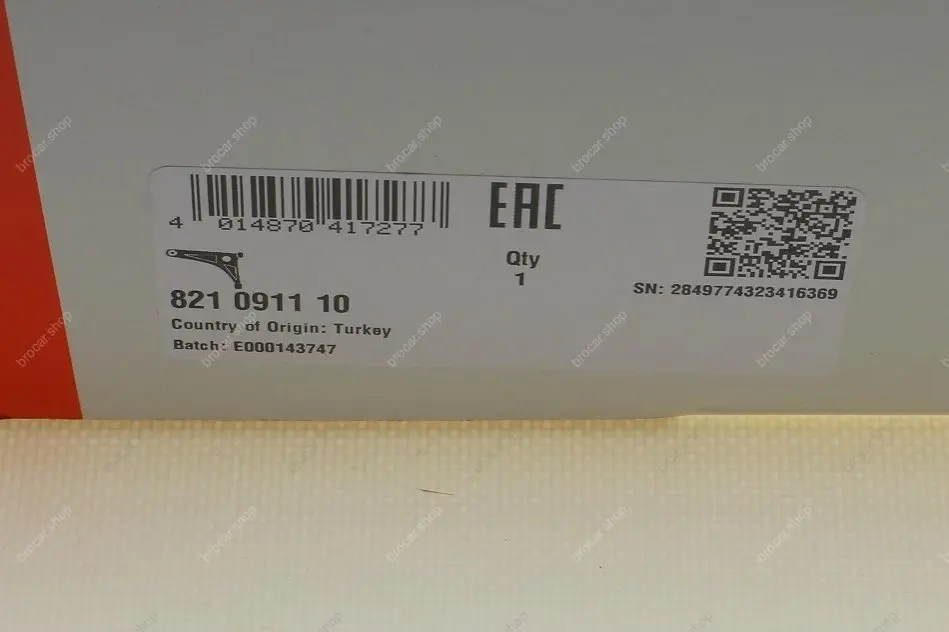 4 014870 417277
EAC
Qty
1
SN: 2849774323416369
821 0911 10
Country of Origin: Turkey
Batch: E000143747
brocar.shop